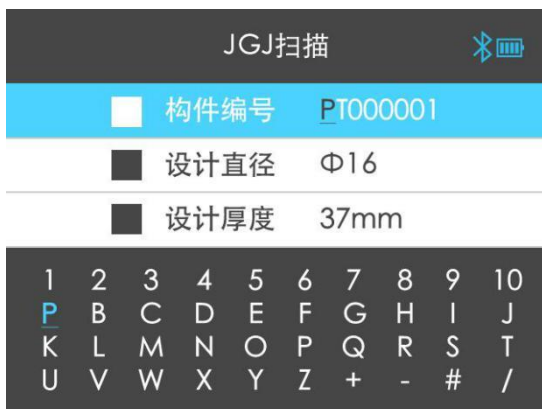 JGJ扫描
构件编号 PT000001
设计直径 Φ16
设计厚度 37mm
1 2 3 4 5 6 7 8 9 10
P B C D E F G H I J
K L M N O P Q R S T
U V W X Y Z + - # /